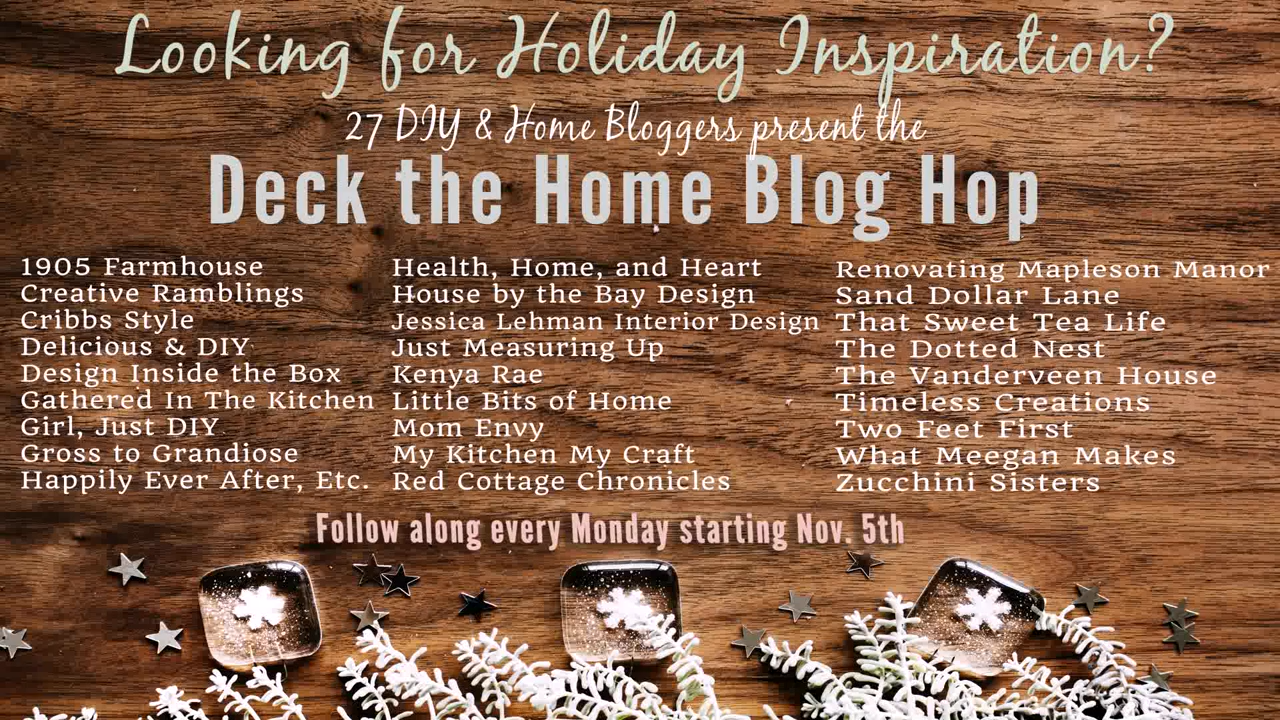 Looking for Holiday Inspiration?
27 DIY & Home Bloggers present the
Deck the Home Blog Hop
1905 Farmhouse
Creative Ramblings
Cribbs Style
Delicious & DIY
Design Inside the Box
Gathered In The Kitchen
Girl, Just DIY
Gross to Grandiose
Happily Ever After, Etc.
Health, Home, and Heart
House by the Bay Design
Jessica Lehman Interior Design
Just Measuring Up
Kenya Rae
Little Bits of Home
Mom Envy
My Kitchen My Craft
Red Cottage Chronicles
Renovating Mapleson Manor
Sand Dollar Lane
That Sweet Tea Life
The Dotted Nest
The Vanderveen House
Timeless Creations
Two Feet First
What Meegan Makes
Zucchini Sisters
Follow along every Monday starting Nov. 5th